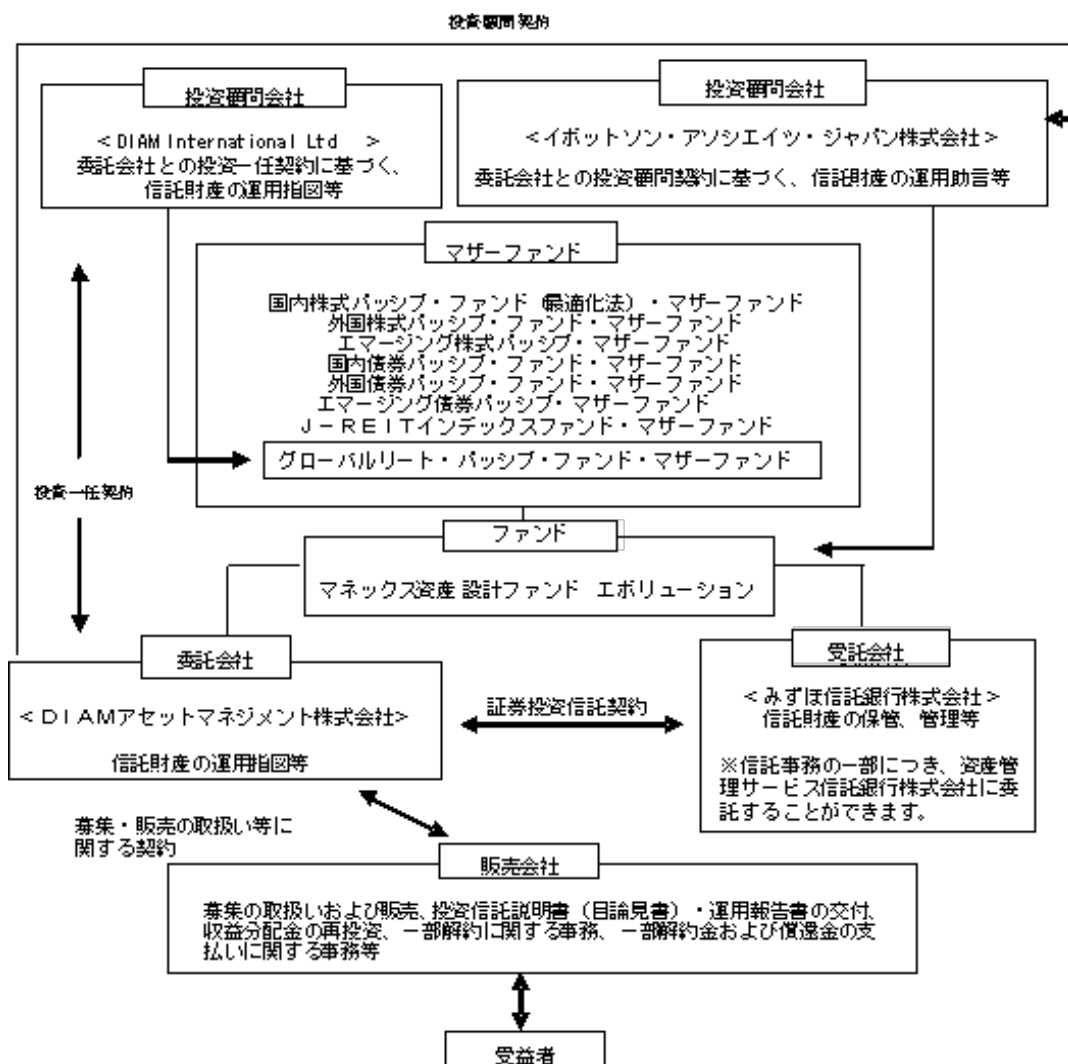 投資顧問契約
投資顧問会社
＜DIAM International Ltd　＞
委託会社との投資一任契約に基づく、
信託財産の運用指図等
投資顧問会社
＜イボットソン・アソシエイツ・ジャパン株式会社＞
委託会社との投資顧問契約に基づく、信託財産の運用助言等
マザーファンド
国内株式パッシブ・ファンド（最適化法）・マザーファンド
外国株式パッシブ・ファンド・マザーファンド
エマージング株式パッシブ・マザーファンド
国内債券パッシブ・ファンド・マザーファンド
外国債券パッシブ・ファンド・マザーファンド
エマージング債券パッシブ・マザーファンド
Ｊ－ＲＥＩＴインデックスファンド・マザーファンド
グローバルリート・パッシブ・ファンド・マザーファンド
投資一任契約
ファンド
マネックス資産設計ファンド　エボリューション
委託会社
＜ＤＩＡＭアセットマネジメント株式会社＞
信託財産の運用指図等
証券投資信託契約
受託会社
＜みずほ信託銀行株式会社＞
信託財産の保管、管理等
※信託事務の一部につき、資産管
理サービス信託銀行株式会社に委
託することができます。
募集・販売の取扱い等に
関する契約
販売会社
募集の取扱いおよび販売、投資信託説明書（目論見書）・運用報告書の交付、
収益分配金の再投資、一部解約に関する事務、一部解約金および償還金の支
払いに関する事務等
受益者